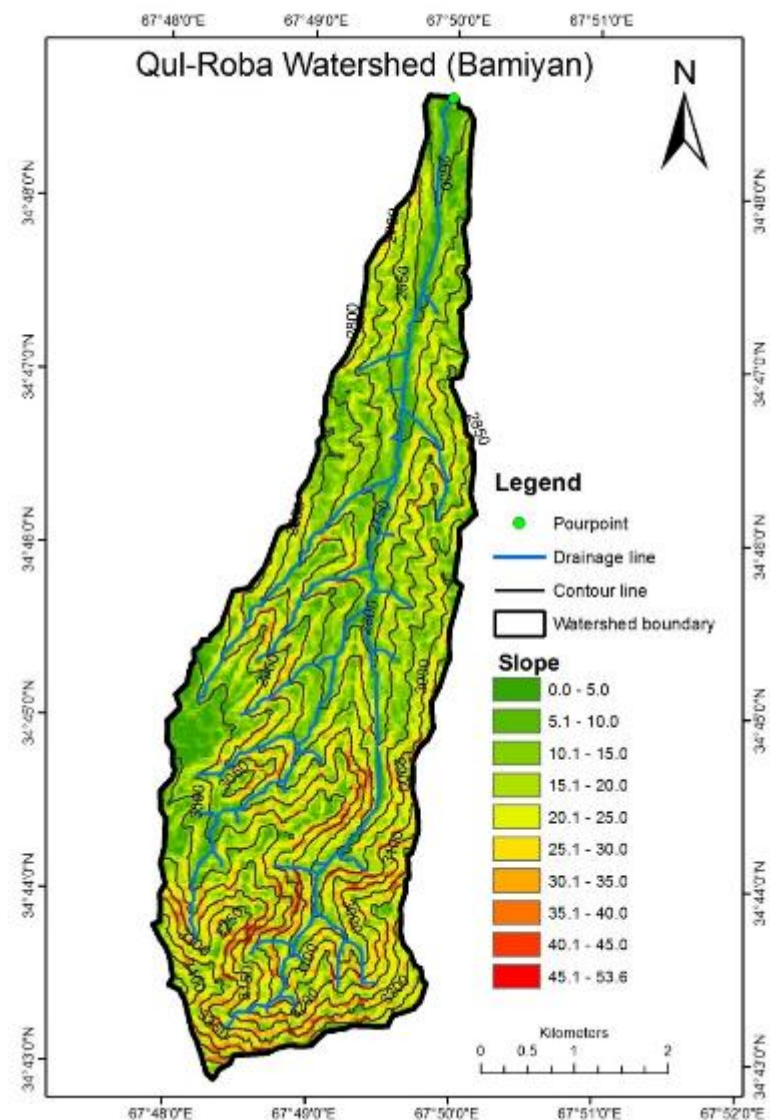 67°48'0"E 67°49'0"E 67°50'0"E 67°51'0"E
Qul-Roba Watershed (Bamiyan)
N
34°48'0"N
34°48'0"N
2850
2800
34°47'0"N
34°47'0"N
2850
Legend
Pourpoint
34°46'0"N
34°46'0"N
Drainage line
Contour line
Watershed boundary
Slope
0.0 - 5.0
5.1 - 10.0
34°45'0"N
34°45'0"N
10.1 - 15.0
15.1 - 20.0
20.1 - 25.0
25.1 - 30.0
30.1 - 35.0
34°44'0"N
34°44'0"N
35.1 - 40.0
40.1 - 45.0
45.1 - 53.6
Kilometers
0 0.5 1 2
34°43'0"N
34°43'0"N
67°48'0"E 67°49'0"E 67°50'0"E 67°51'0"E 67°52'0"E